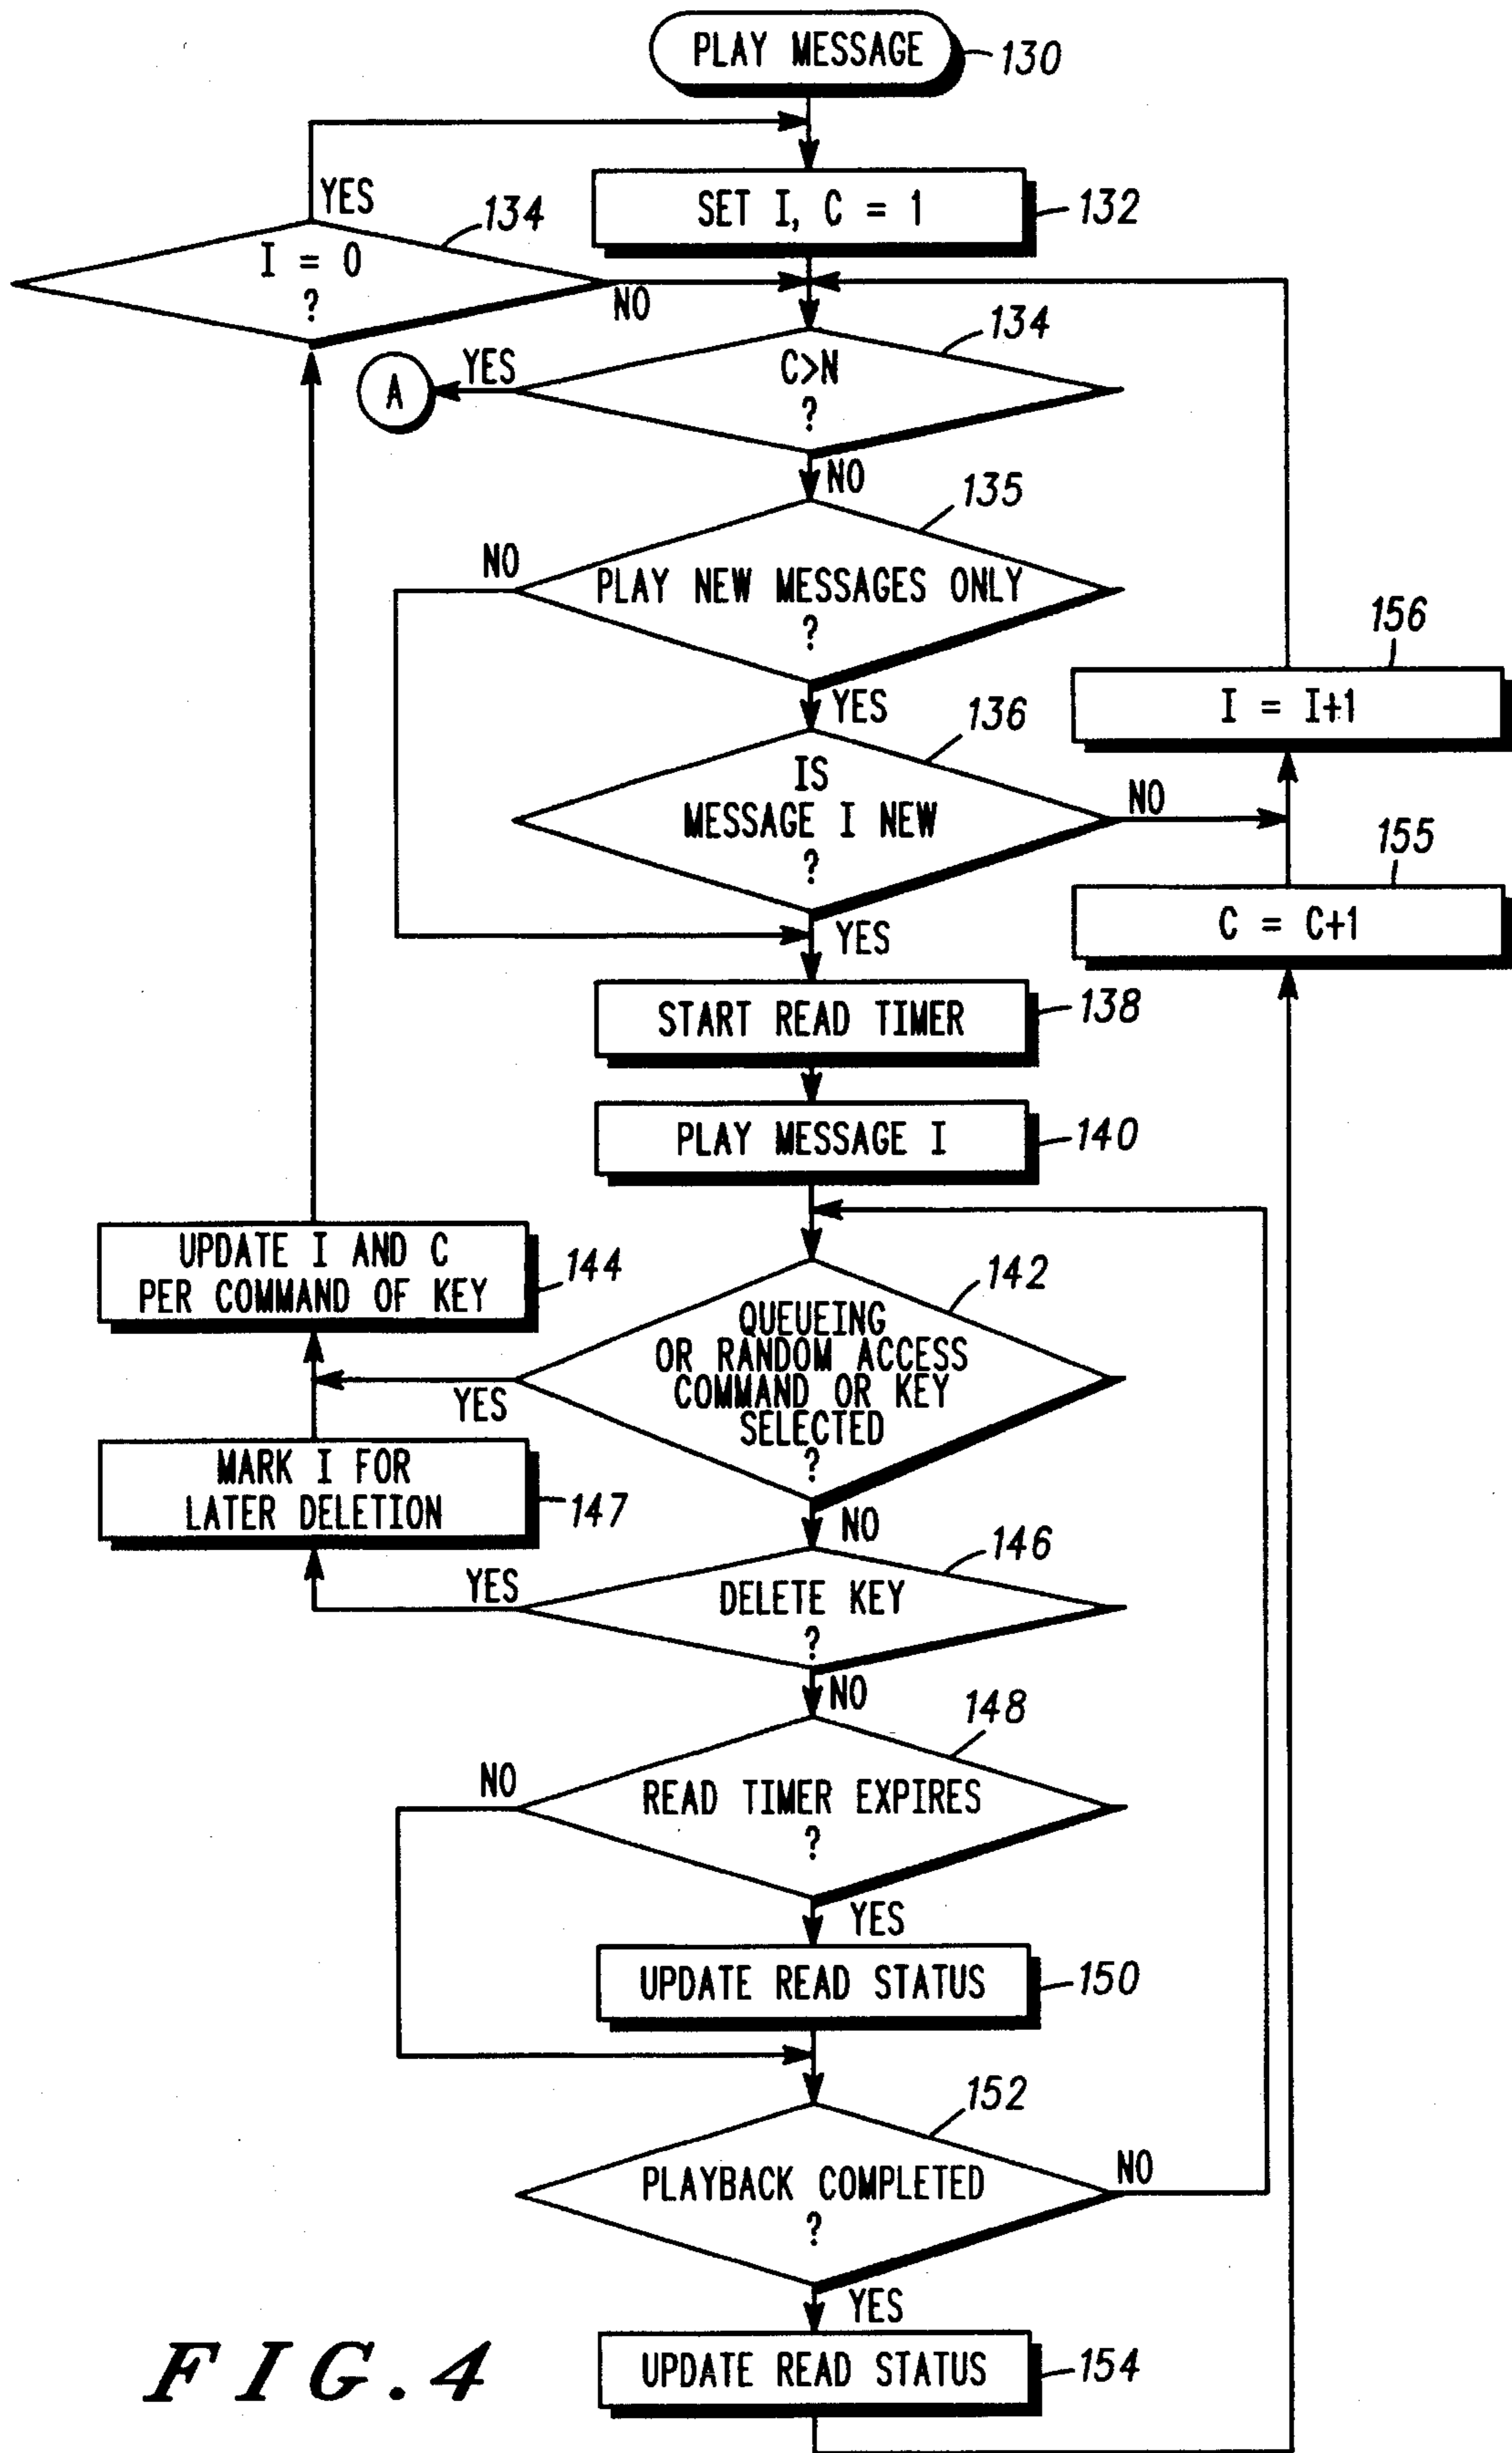 PLAY MESSAGE
130
YES
134
SET I, C = 1
132
I = 0
?
NO
134
C>N
?
YES
A
NO
135
NO
PLAY NEW MESSAGES ONLY
?
156
I = I+1
YES
136
IS
MESSAGE I NEW
?
NO
155
C = C+1
YES
START READ TIMER
138
PLAY MESSAGE I
140
UPDATE I AND C
PER COMMAND OF KEY
144
142
QUEUEING
OR RANDOM ACCESS
COMMAND OR KEY
SELECTED
?
YES
MARK I FOR
LATER DELETION
147
NO
146
YES
DELETE KEY
?
NO
148
NO
READ TIMER EXPIRES
?
YES
UPDATE READ STATUS
150
152
PLAYBACK COMPLETED
?
NO
YES
UPDATE READ STATUS
154
FIG.4